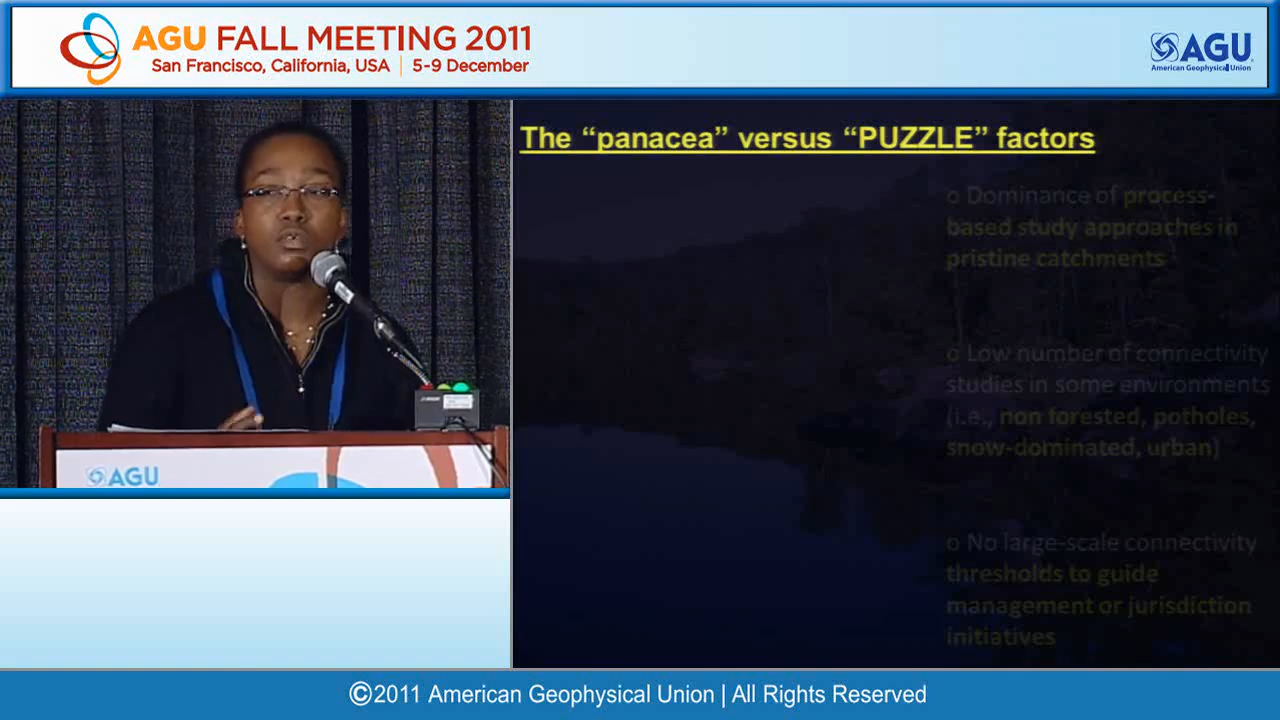 AGU FALL MEETING 2011
San Francisco, California, USA | 5-9 December
AGU
American Geophysical Union
The “panacea” versus “PUZZLE” factors
o Dominance of process-
based study approaches in
pristine catchments
o Low number of connectivity
studies in some environments
(i.e., non forested, potholes,
snow-dominated, urban)
o No large-scale connectivity
thresholds to guide
management or jurisdiction
initiatives
AGU
©2011 American Geophysical Union | All Rights Reserved